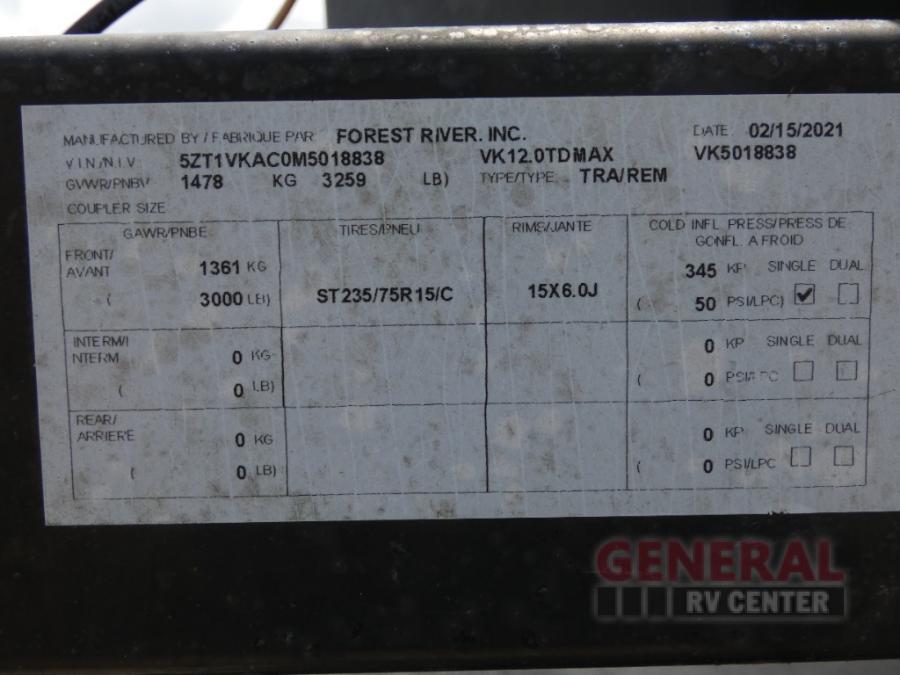 MANUFACTURED BY / FABRIQUE PAR FOREST RIVER. INC. DATE 02/15/2021
V I N./N.I.V. 5ZT1VKAC0M5018838 VK12.0TDMAX VK5018838
GVWR/PNBV 1478 KG 3259 LB) TYPE/TYPE TRA/REM
COUPLER SIZE
GAWR/PNBE TIRES/PNEU RIMS/JANTE COLD INFL. PRESS/PRESS DE
GONFL. A FROID
FRONT/
AVANT 1361 KG 345 KP SINGLE DUAL
( 3000 LB) ST235/75R15/C 15X6.0J ( 50 PSI/LPC)
INTERM/I
NTERM 0 KG 0 KP SINGLE DUAL
( 0 LB) ( 0 PSI/LPC
REAR/
ARRIERE 0 KG 0 KP SINGLE DUAL
( 0 LB) ( 0 PSI/LPC
GENERAL
RV CENTER